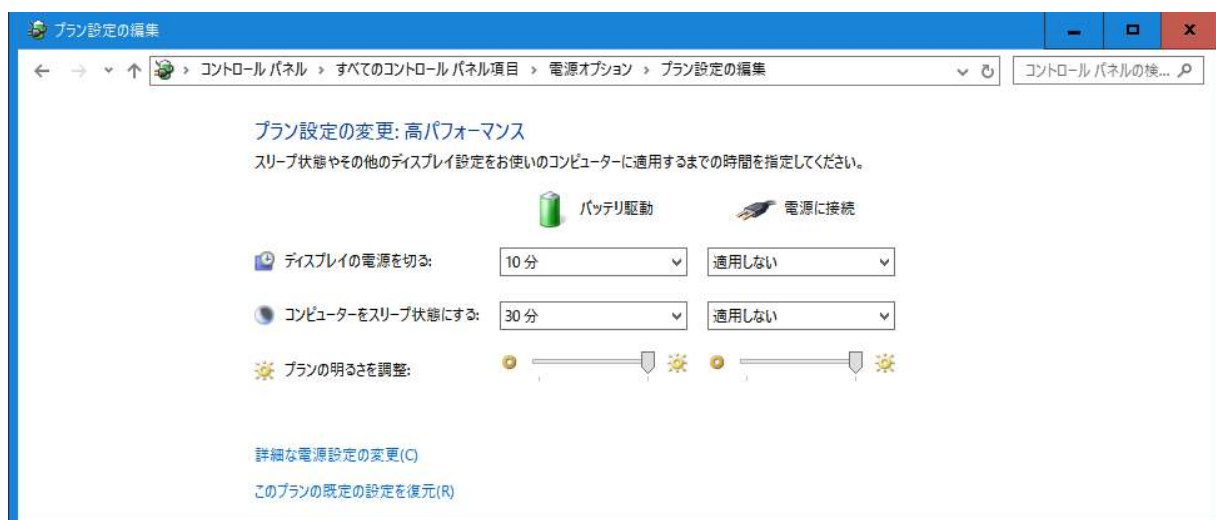 プラン設定の編集
コントロール パネル › すべてのコントロール パネル項目 › 電源オプション › プラン設定の編集
コントロール パネルの検...
プラン設定の変更: 高パフォーマンス
スリープ状態やその他のディスプレイ設定をお使いのコンピューターに適用するまでの時間を指定してください。
バッテリ駆動 電源に接続
ディスプレイの電源を切る: 10 分 適用しない
コンピューターをスリープ状態にする: 30 分 適用しない
プランの明るさを調整:
詳細な電源設定の変更(C)
このプランの既定の設定を復元(R)